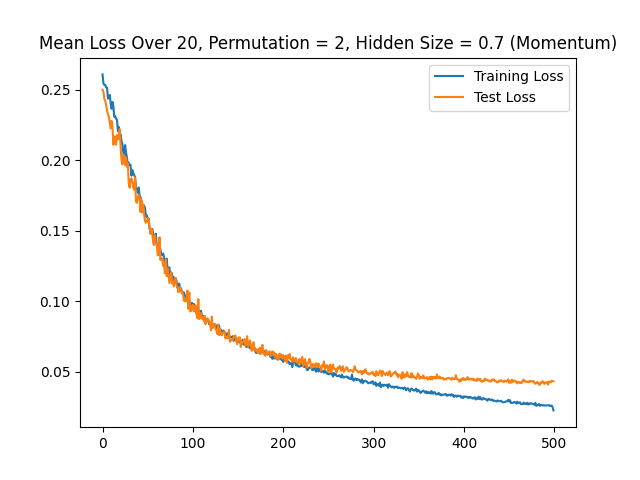 Mean Loss Over 20, Permutation = 2, Hidden Size = 0.7 (Momentum)
Training Loss
Test Loss
0.25
0.20
0.15
0.10
0.05
0 100 200 300 400 500